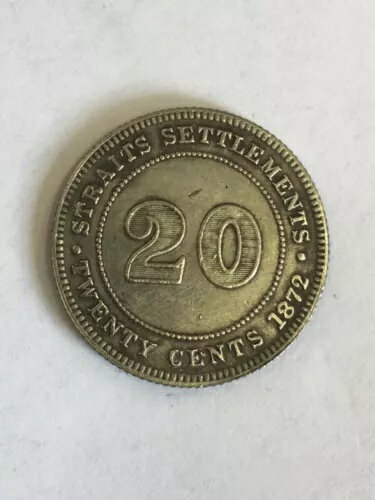 · STRAITS SETTLEMENTS ·
20
TWENTY CENTS 1872